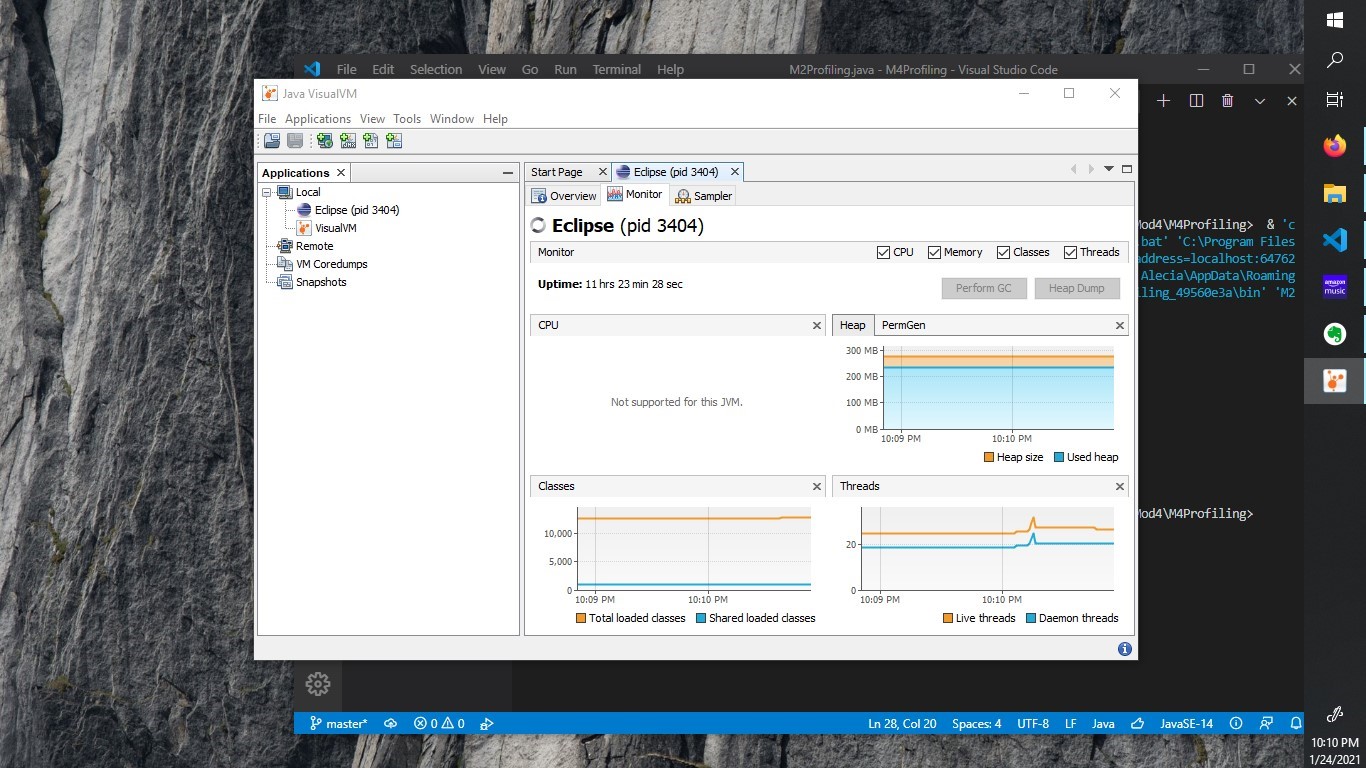 File Edit Selection View Go Run Terminal Help M2Profiling.java - M4Profiling - Visual Studio Code
Java VisualVM
File Applications View Tools Window Help
Applications
Local
Eclipse (pid 3404)
VisualVM
Remote
VM Coredumps
Snapshots
Start Page Eclipse (pid 3404)
Overview Monitor Sampler
Eclipse (pid 3404)
Monitor CPU Memory Classes Threads
Uptime: 11 hrs 23 min 28 sec Perform GC Heap Dump
CPU
Not supported for this JVM.
Heap PermGen
300 MB
200 MB
100 MB
0 MB
10:09 PM 10:10 PM
Heap size Used heap
Classes
10,000
5,000
0
10:09 PM 10:10 PM
Total loaded classes Shared loaded classes
Threads
20
0
10:09 PM 10:10 PM
Live threads Daemon threads
Mod4\M4Profiling> & 'c
bat' 'C:\Program Files
address=localhost:64762
Alecia\AppData\Roaming
ling_49560e3a\bin' 'M2
Mod4\M4Profiling>
master* 0 0 Ln 28, Col 20 Spaces: 4 UTF-8 LF Java JavaSE-14
amazon
music
10:10 PM
1/24/2021